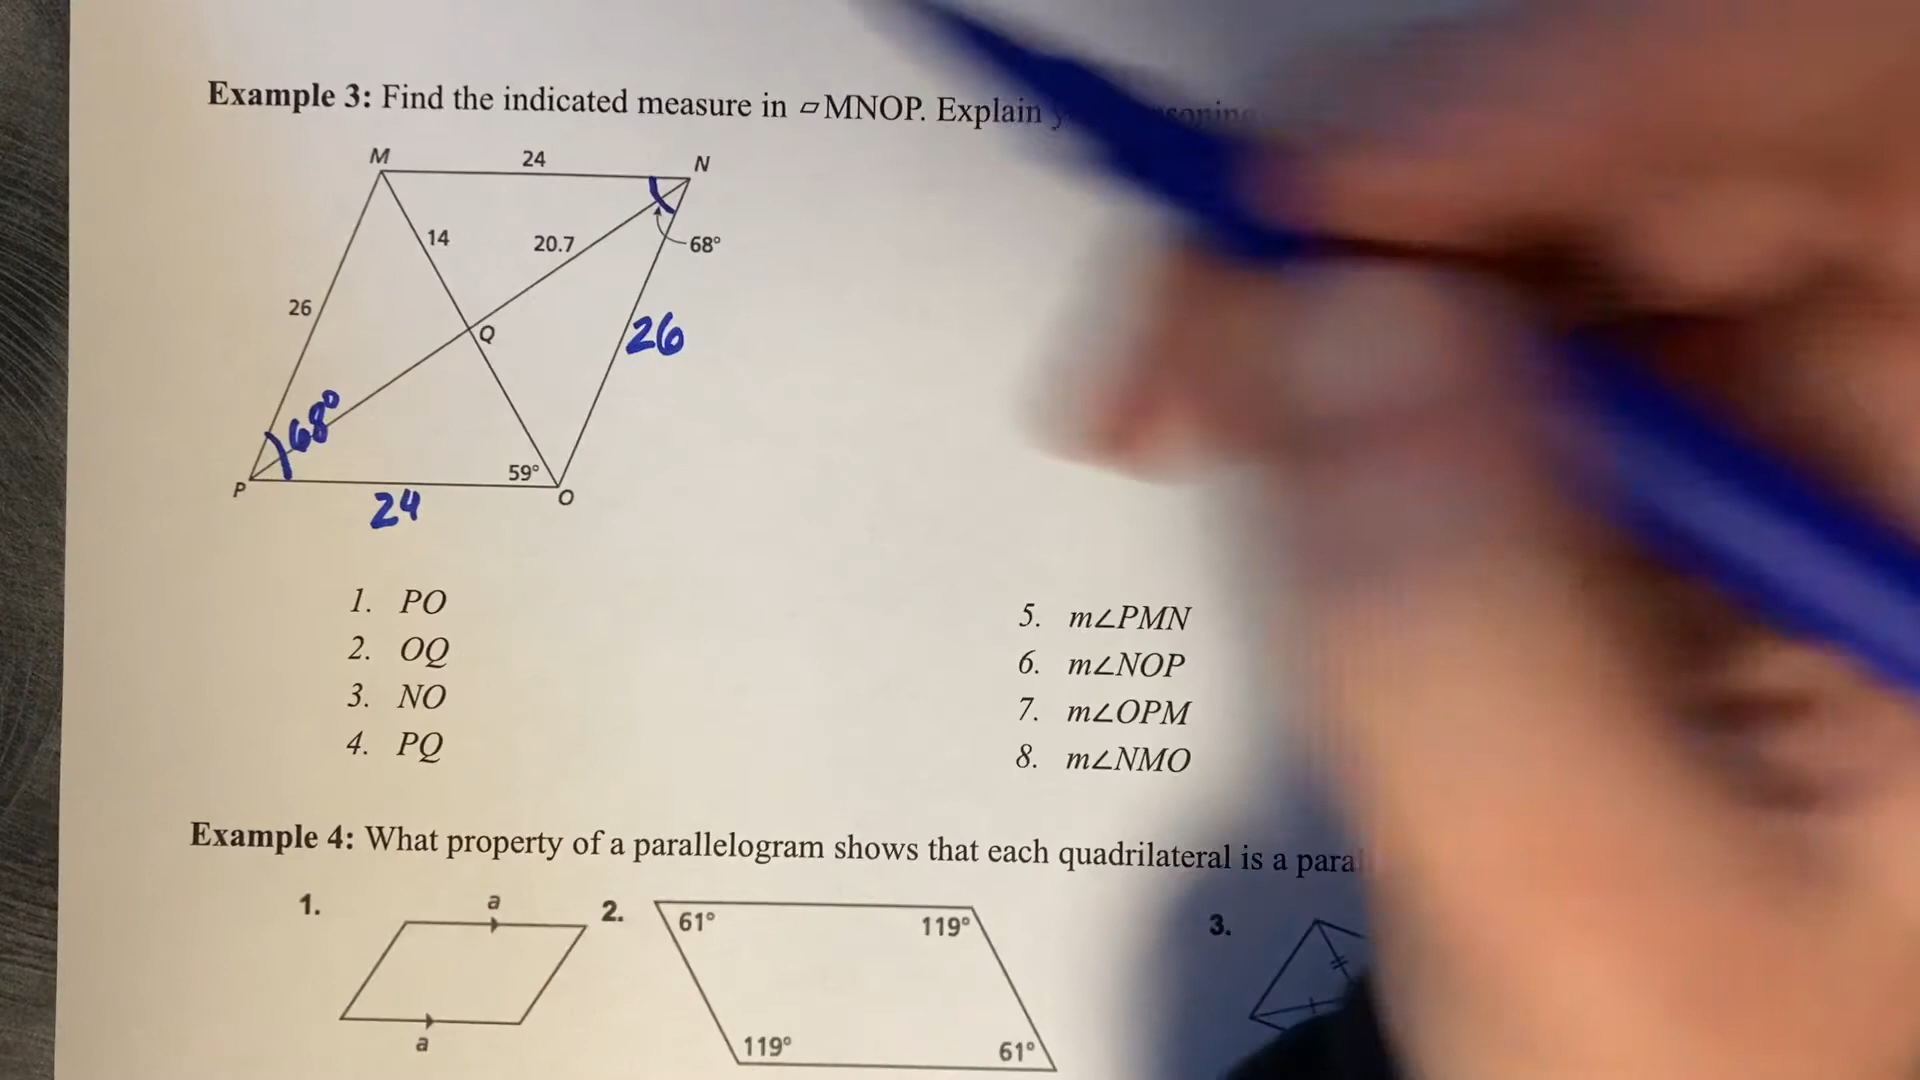 Example 3: Find the indicated measure in ▱MNOP. Explain
M 24 N
14 20.7 68°
26 Q 26
68°
59°
P 24 O
1. PO
2. OQ
3. NO
4. PQ
5. m∠PMN
6. m∠NOP
7. m∠OPM
8. m∠NMO
Example 4: What property of a parallelogram shows that each quadrilateral is a
1. a
a
2. 61° 119°
119° 61°
3.